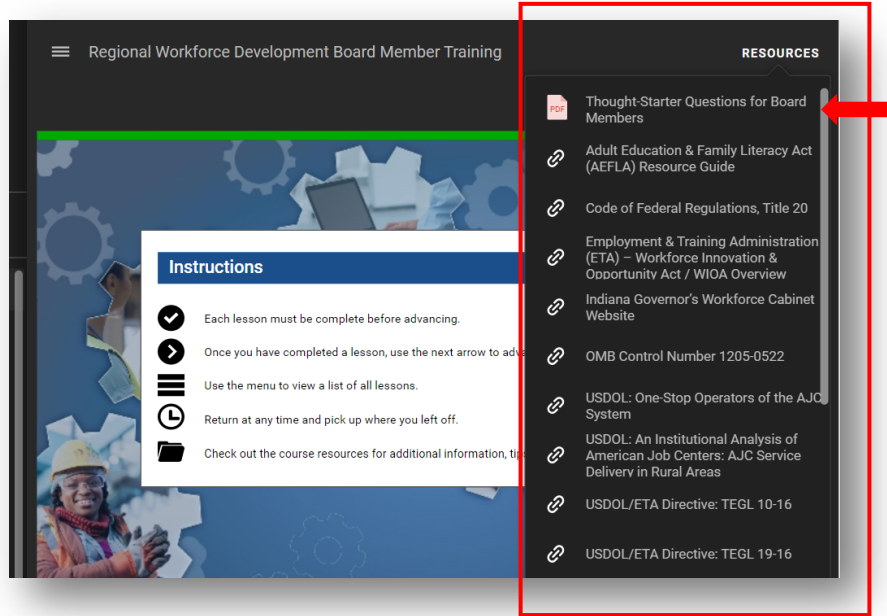 Regional Workforce Development Board Member Training
RESOURCES
Instructions
Each lesson must be complete before advancing.
Once you have completed a lesson, use the next arrow to adv
Use the menu to view a list of all lessons.
Return at any time and pick up where you left off.
Check out the course resources for additional information, tips
PDF
Thought-Starter Questions for Board
Members
Adult Education & Family Literacy Act
(AEFLA) Resource Guide
Code of Federal Regulations, Title 20
Employment & Training Administration
(ETA) – Workforce Innovation &
Opportunity Act / WIOA Overview
Indiana Governor's Workforce Cabinet
Website
OMB Control Number 1205-0522
USDOL: One-Stop Operators of the AJC
System
USDOL: An Institutional Analysis of
American Job Centers: AJC Service
Delivery in Rural Areas
USDOL/ETA Directive: TEGL 10-16
USDOL/ETA Directive: TEGL 19-16